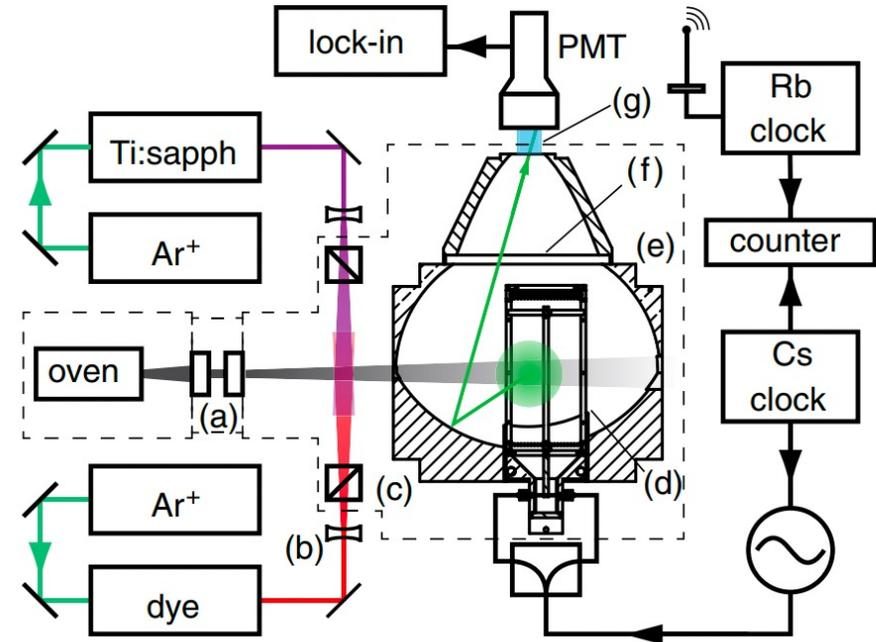 lock-in
PMT
(g)
Rb
clock
Ti:sapph
(f)
Ar⁺
(e)
counter
oven
(a)
Cs
clock
Ar⁺
(c)
(d)
(b)
dye